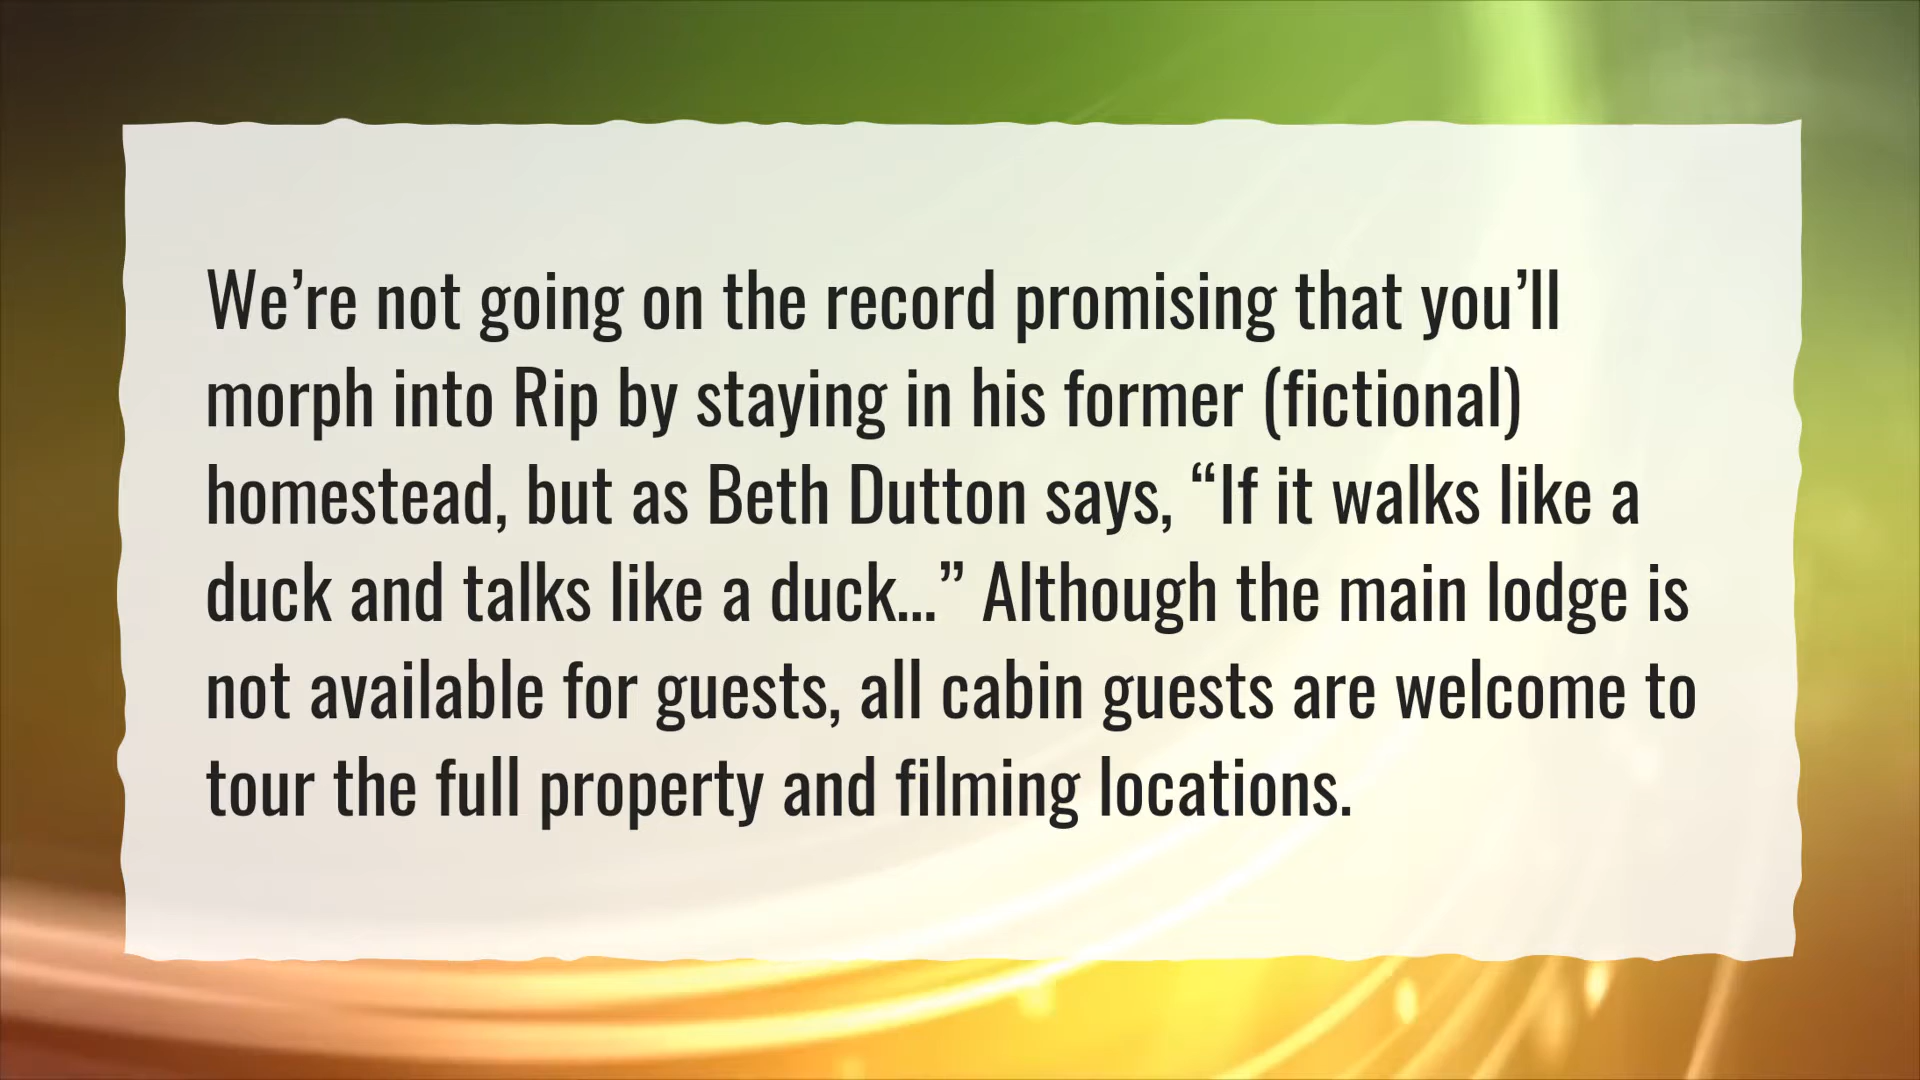 We’re not going on the record promising that you’ll
morph into Rip by staying in his former (fictional)
homestead, but as Beth Dutton says, “If it walks like a
duck and talks like a duck...” Although the main lodge is
not available for guests, all cabin guests are welcome to
tour the full property and filming locations.